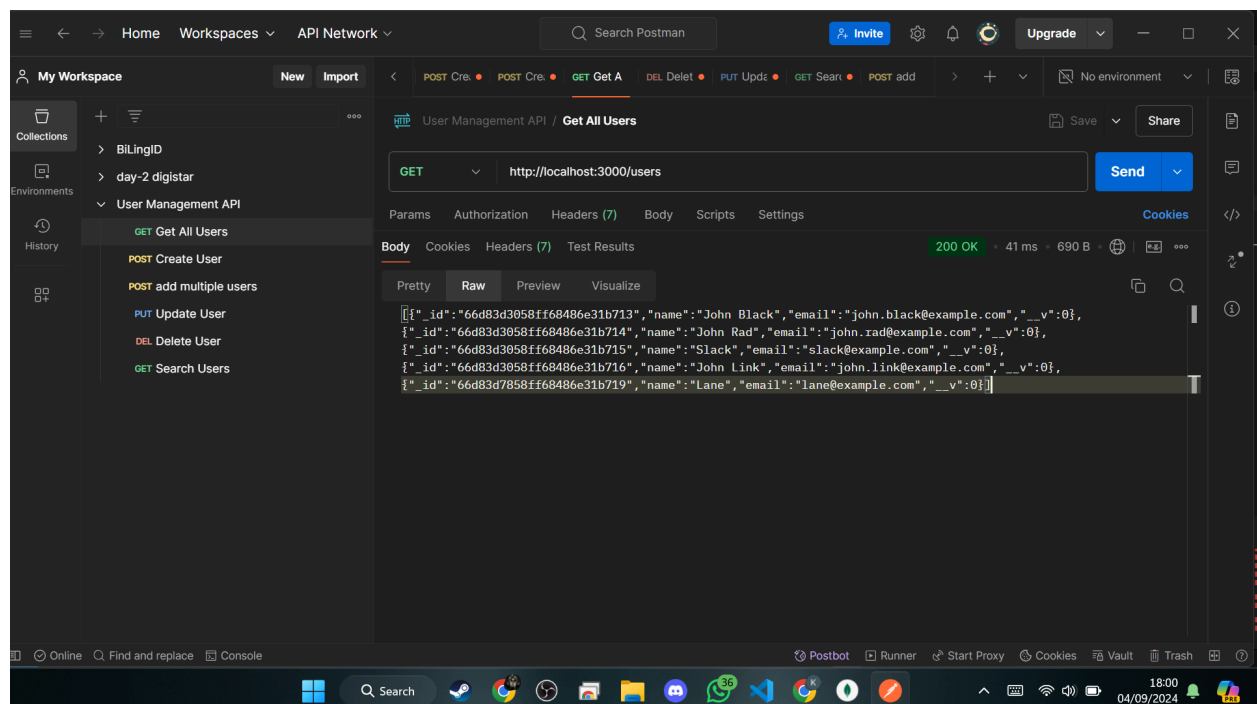 Home Workspaces API Network Search Postman Invite Upgrade
My Workspace New Import POST Cre. POST Cre. GET Get A DEL Delet PUT Upda GET Searc POST add No environment
Collections
Environments
History
BiLingID
day-2 digistar
User Management API
GET Get All Users
POST Create User
POST add multiple users
PUT Update User
DEL Delete User
GET Search Users
HTTP User Management API / Get All Users Save Share
GET http://localhost:3000/users Send
Params Authorization Headers (7) Body Scripts Settings Cookies
Body Cookies Headers (7) Test Results 200 OK 41 ms 690 B e.g.
Pretty Raw Preview Visualize
[{"_id":"66d83d3058ff68486e31b713","name":"John Black","email":"john.black@example.com","__v":0},
{"_id":"66d83d3058ff68486e31b714","name":"John Rad","email":"john.rad@example.com","__v":0},
{"_id":"66d83d3058ff68486e31b715","name":"Slack","email":"slack@example.com","__v":0},
{"_id":"66d83d3058ff68486e31b716","name":"John Link","email":"john.link@example.com","__v":0},
{"_id":"66d83d7858ff68486e31b719","name":"Lane","email":"lane@example.com","__v":0}]
Online Find and replace Console Postbot Runner Start Proxy Cookies Vault Trash
Search 36 K 18:00
04/09/2024 PRE